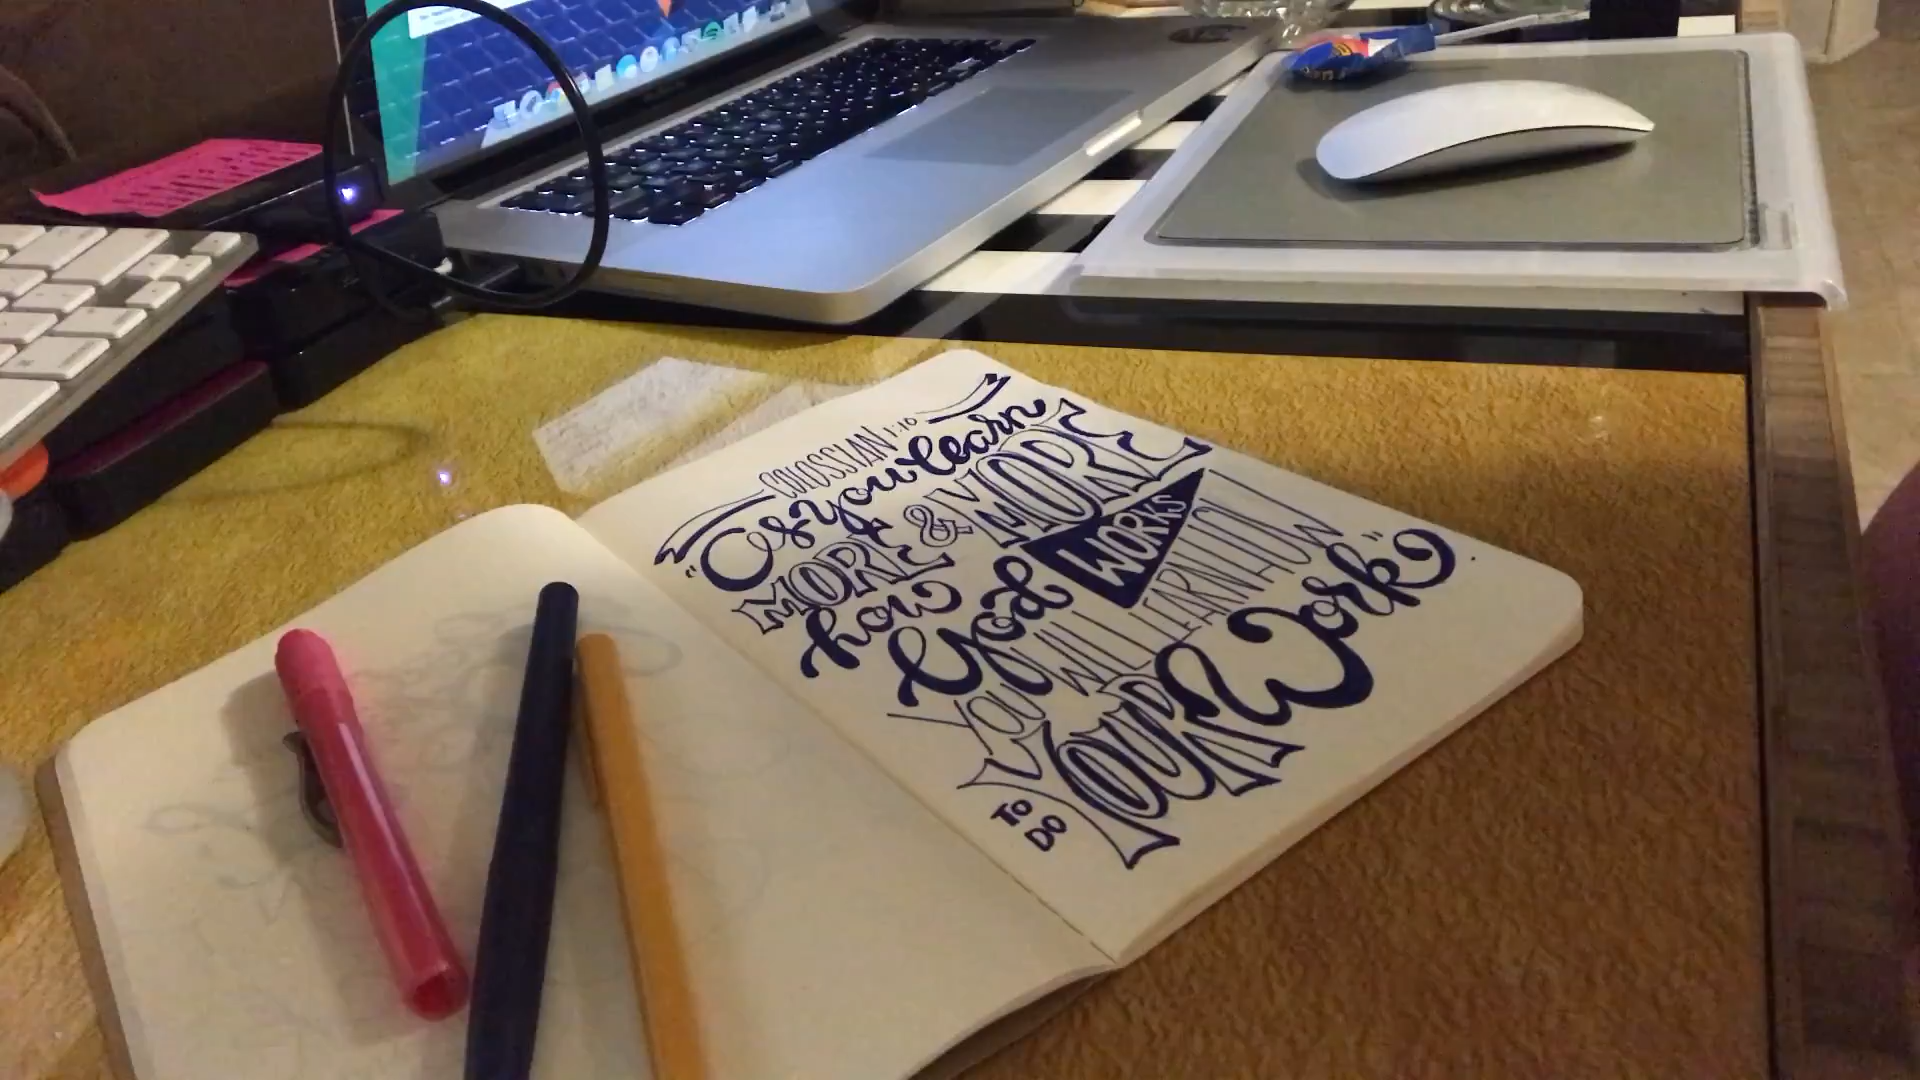 COLOSSIAN 1:10
"As you learn
MORE & MORE
how God WORKS
You WILL LEARN HOW
TO DO YOUR Work"